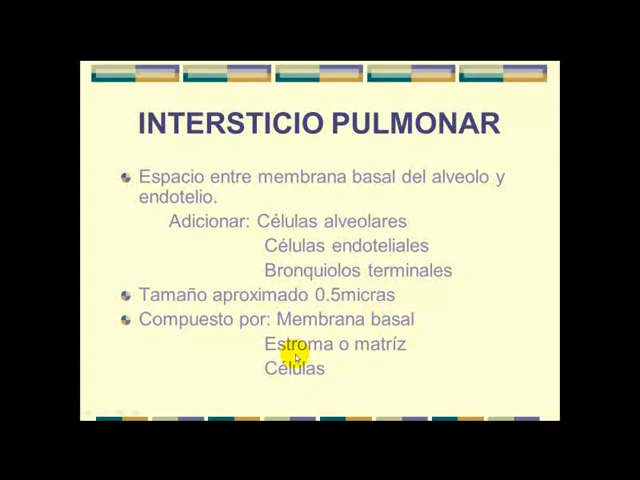 INTERSTICIO PULMONAR
Espacio entre membrana basal del alveolo y
endotelio.
Adicionar: Células alveolares
Células endoteliales
Bronquiolos terminales
Tamaño aproximado 0.5micras
Compuesto por: Membrana basal
Estroma o matríz
Células